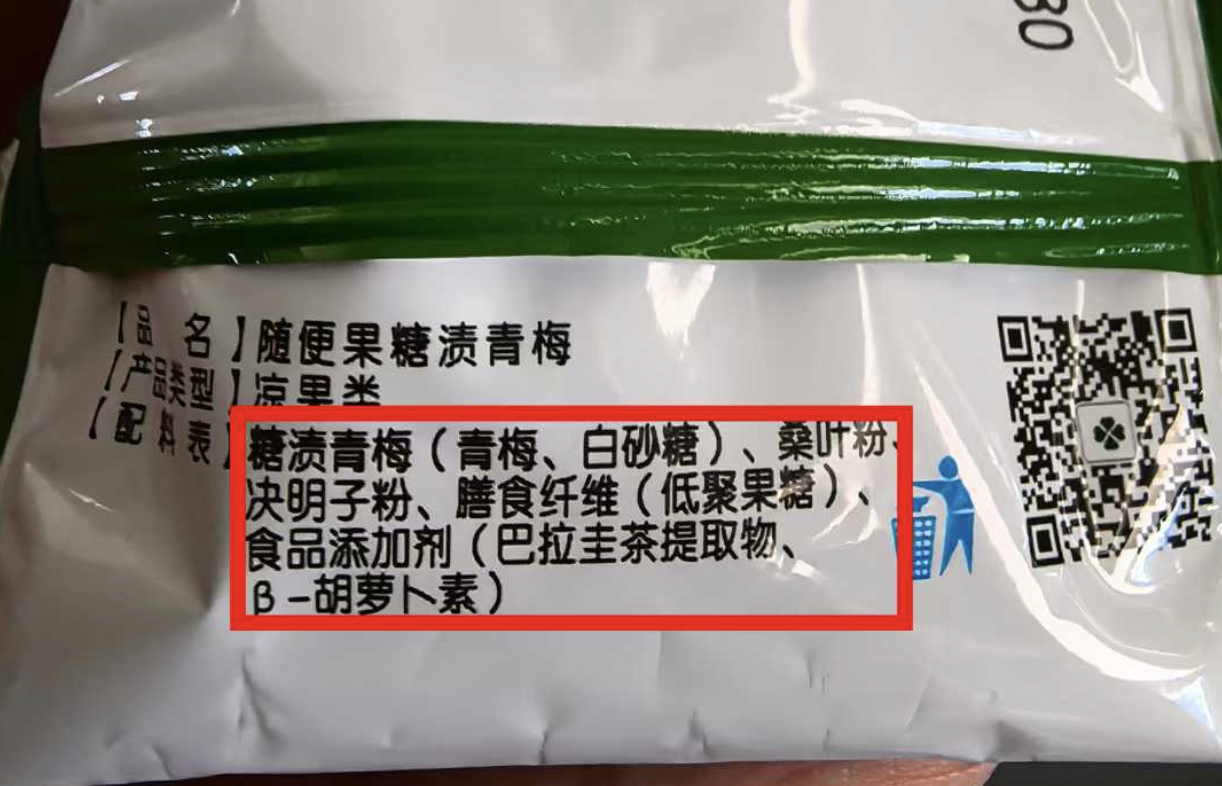 30
【品 名】随便果糖渍青梅
【产品类型】凉果类
【配 料 表】糖渍青梅（青梅、白砂糖）、桑叶粉、
决明子粉、膳食纤维（低聚果糖）、
食品添加剂（巴拉圭茶提取物、
β-胡萝卜素）